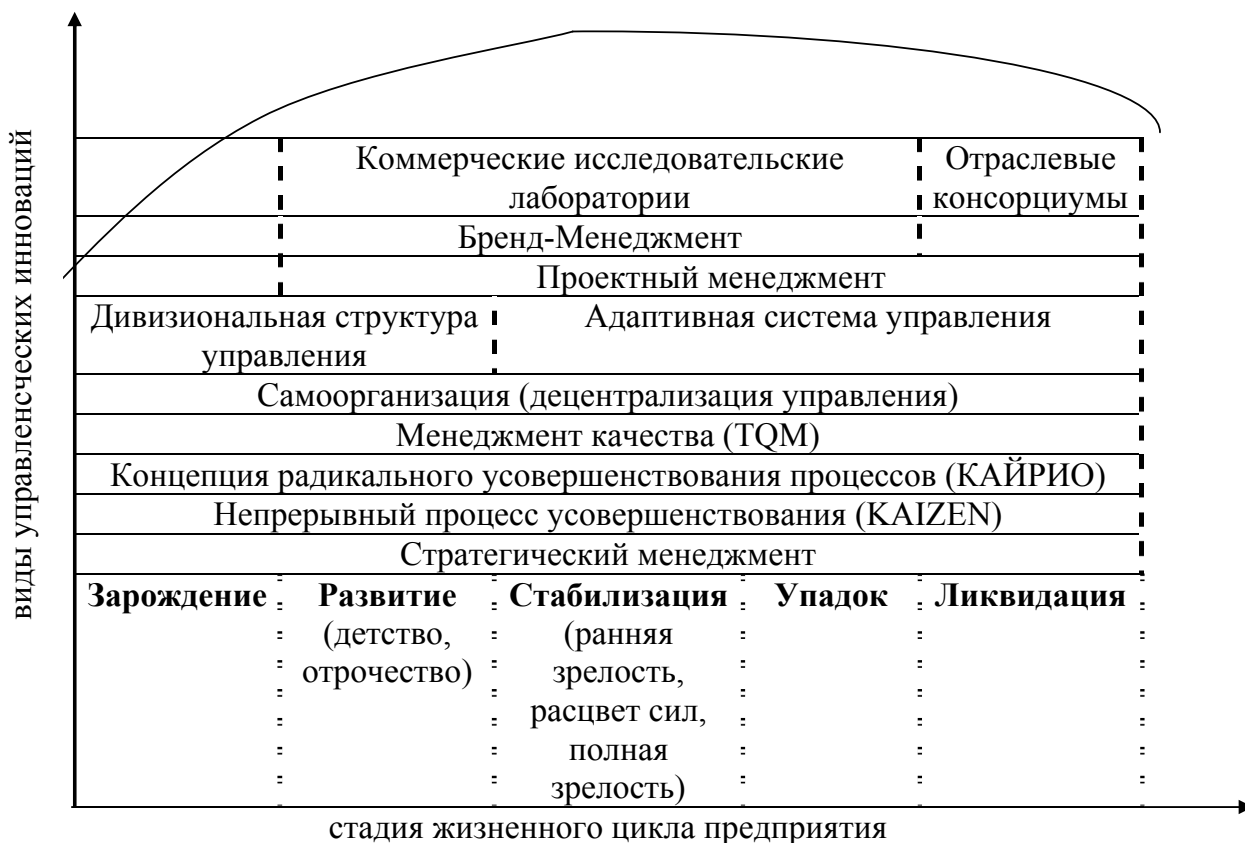 виды управленсческих инноваций
Коммерческие исследовательские
лаборатории
Отраслевые
консорциумы
Бренд-Менеджмент
Проектный менеджмент
Дивизиональная структура
управления
Адаптивная система управления
Самоорганизация (децентрализация управления)
Менеджмент качества (TQM)
Концепция радикального усовершенствования процессов (КАЙРИО)
Непрерывный процесс усовершенствования (KAIZEN)
Стратегический менеджмент
Зарождение
Развитие
(детство,
отрочество)
Стабилизация
(ранняя
зрелость,
расцвет сил,
полная
зрелость)
Упадок
Ликвидация
стадия жизненного цикла предприятия